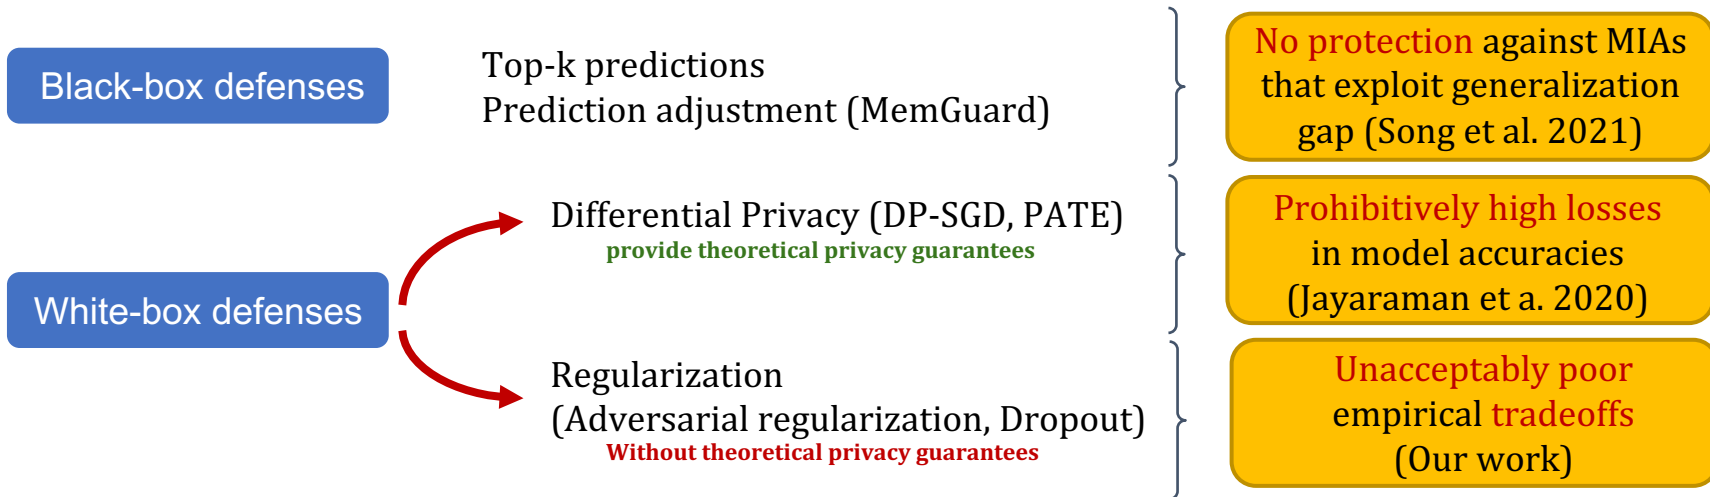 Black-box defenses
Top-k predictions
Prediction adjustment (MemGuard)
No protection against MIAs
that exploit generalization
gap (Song et al. 2021)
White-box defenses
Differential Privacy (DP-SGD, PATE)
provide theoretical privacy guarantees
Prohibitively high losses
in model accuracies
(Jayaraman et a. 2020)
Regularization
(Adversarial regularization, Dropout)
Without theoretical privacy guarantees
Unacceptably poor
empirical tradeoffs
(Our work)